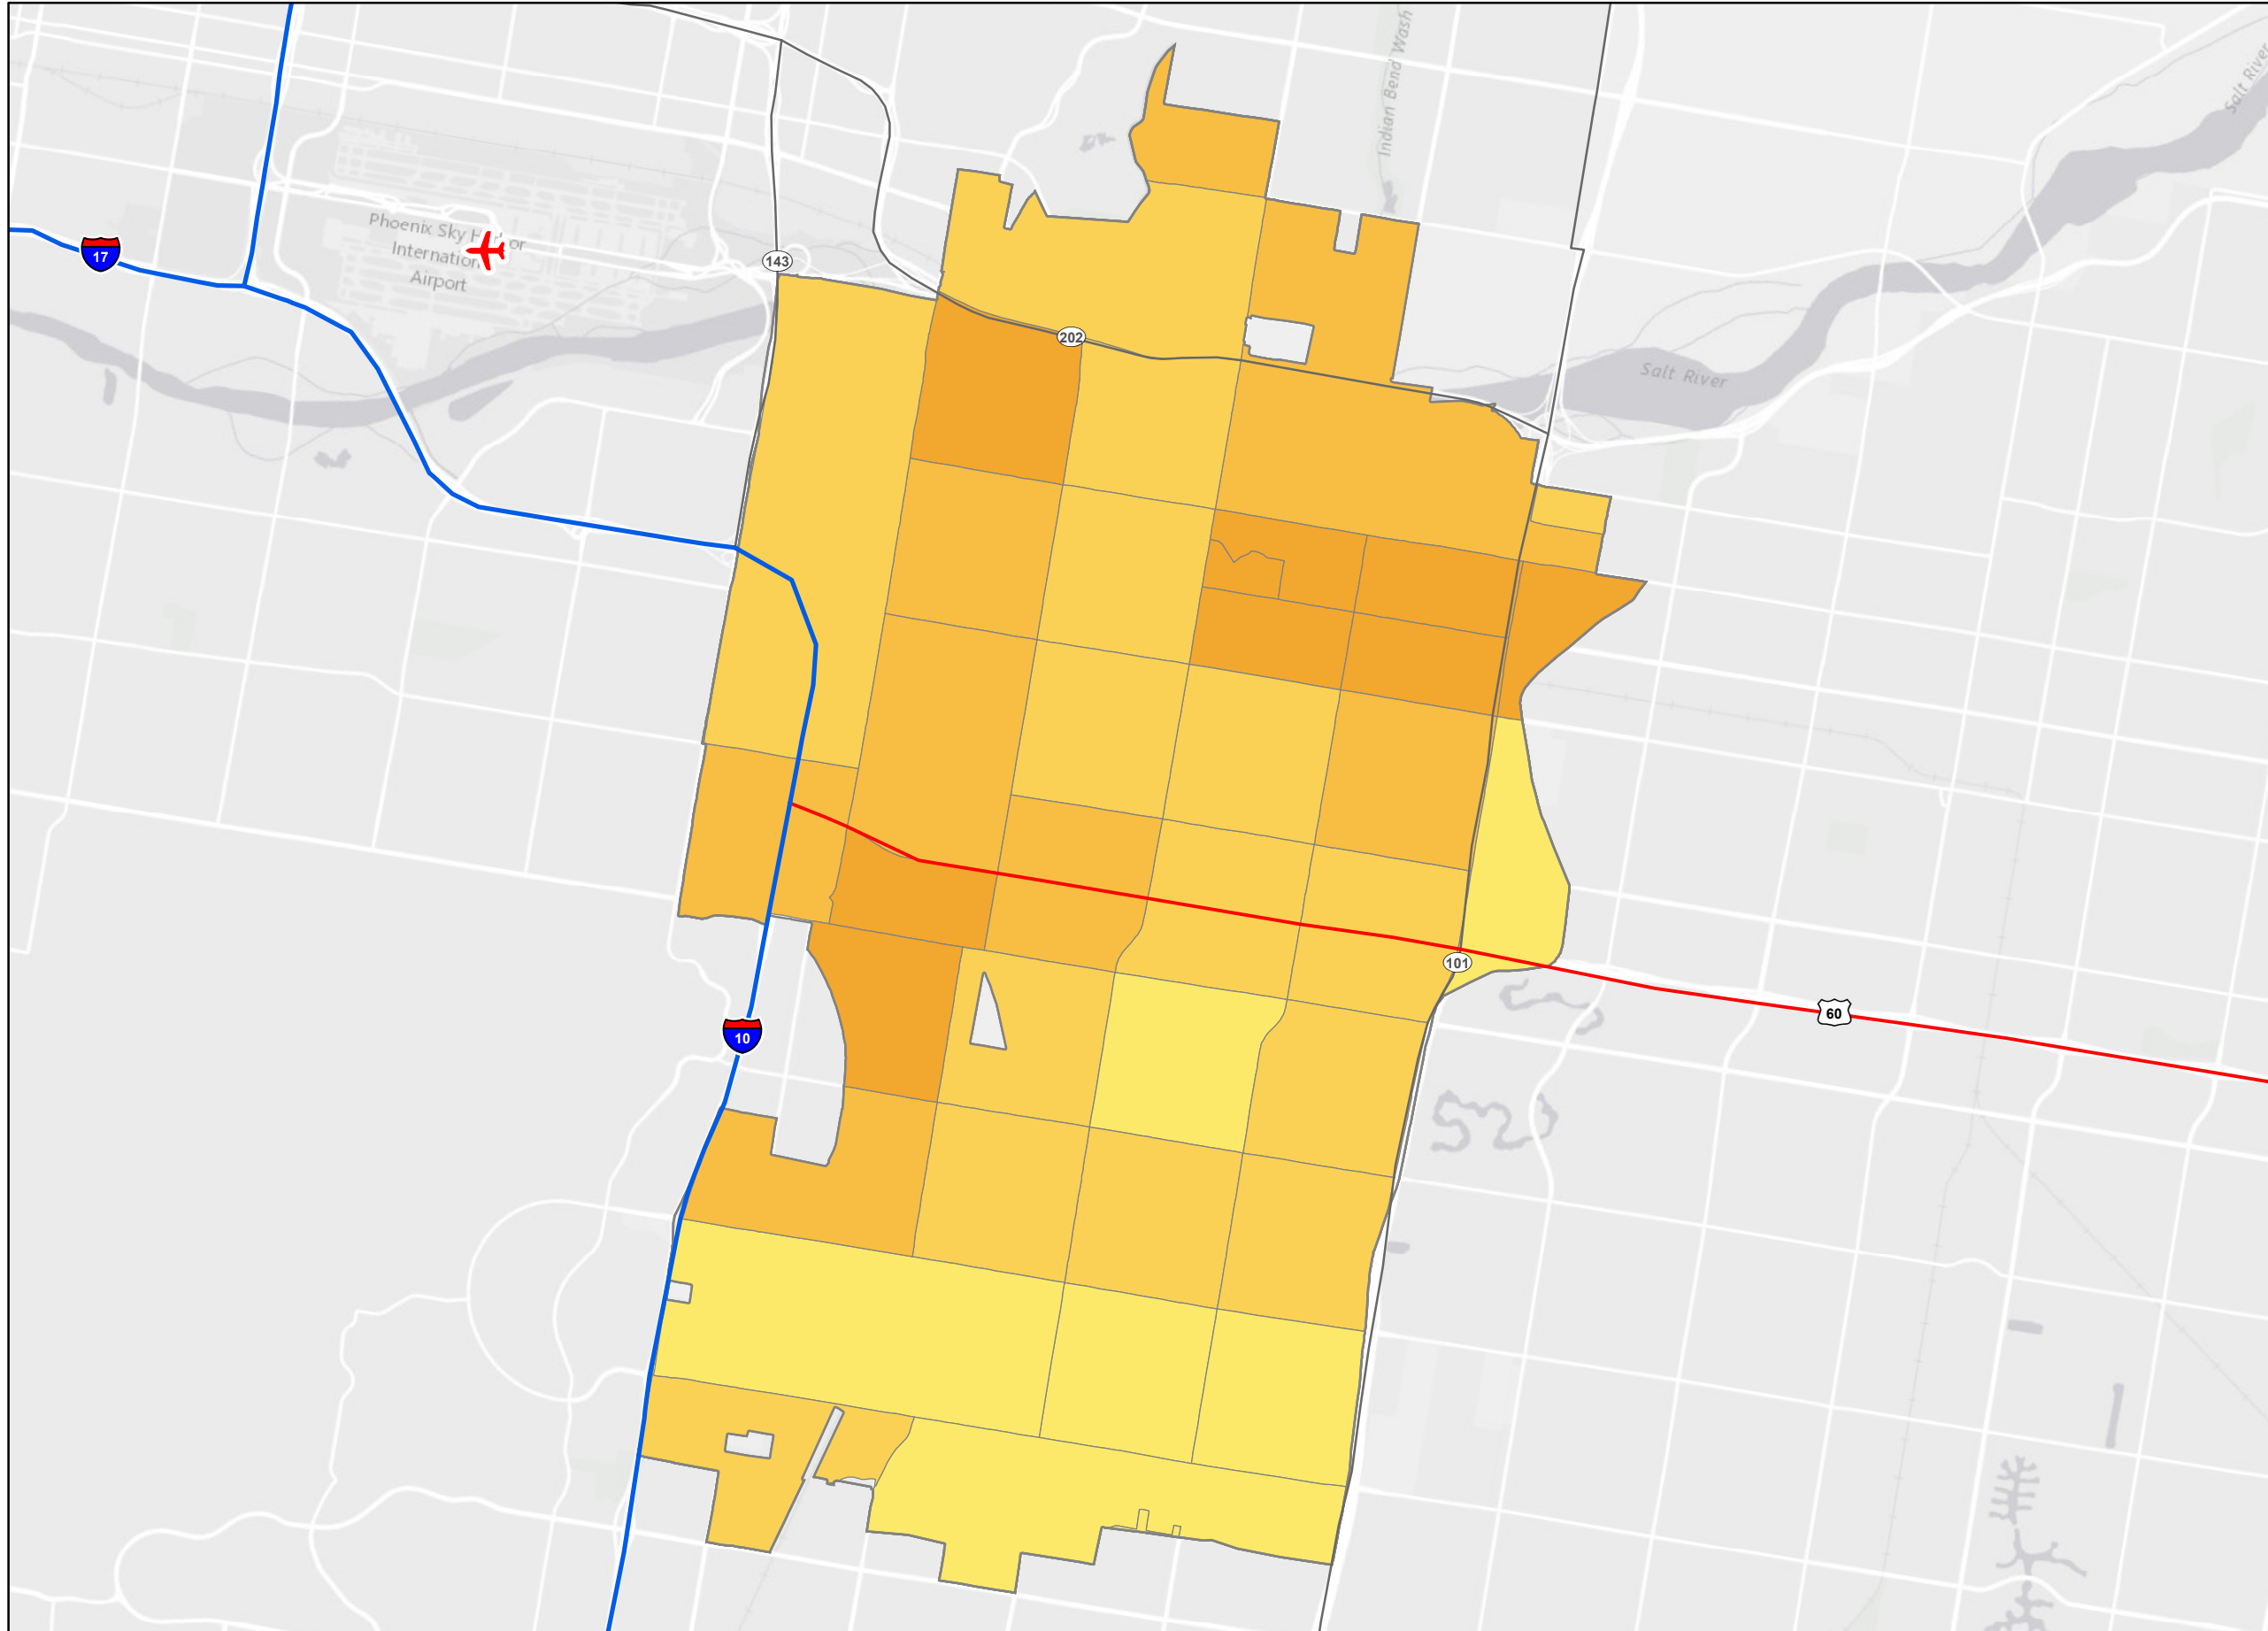 Indian Bend Wash
Salt River
Phoenix Sky Harbor
International
Airport
17
143
202
Salt River
101
60
10